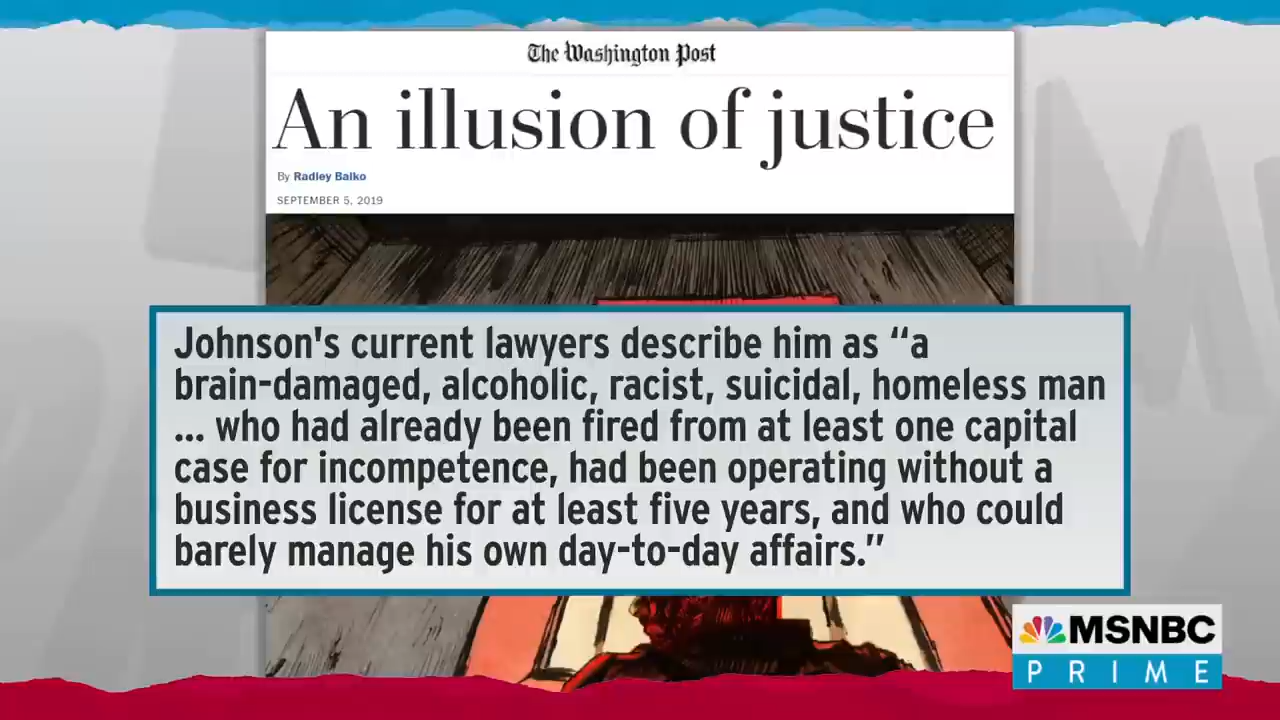 The Washington Post
An illusion of justice
By Radley Balko
SEPTEMBER 5, 2019
Johnson's current lawyers describe him as “a
brain-damaged, alcoholic, racist, suicidal, homeless man
... who had already been fired from at least one capital
case for incompetence, had been operating without a
business license for at least five years, and who could
barely manage his own day-to-day affairs.”
MSNBC
PRIME